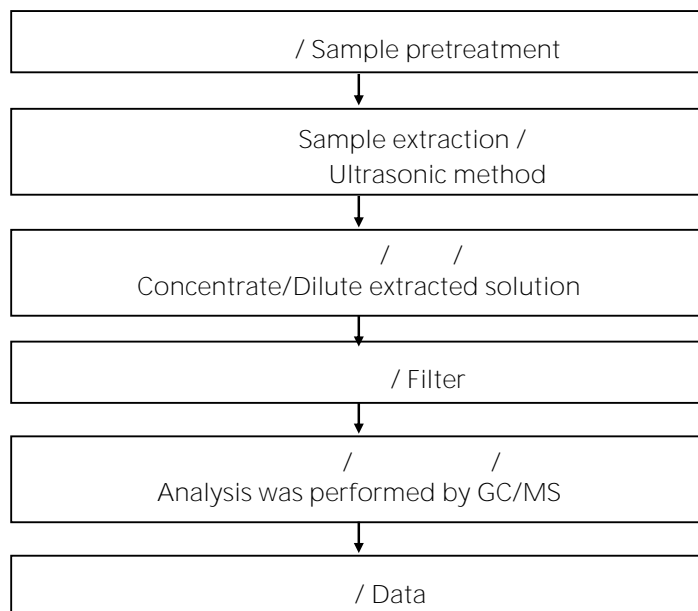 / Sample pretreatment
Sample extraction /
Ultrasonic method
/ /
Concentrate/Dilute extracted solution
/ Filter
/ /
Analysis was performed by GC/MS
/ Data